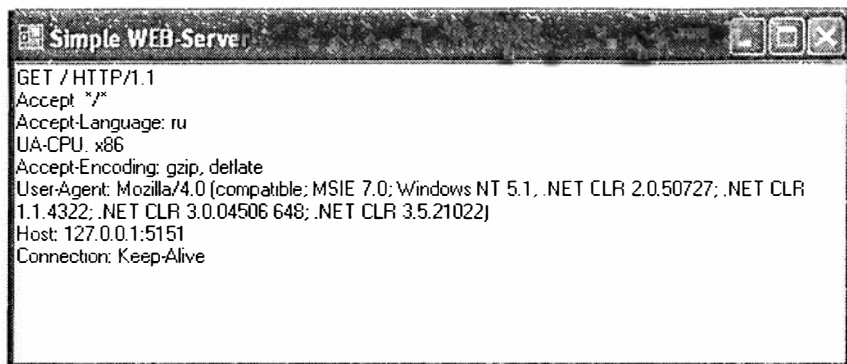 Simple WEB-Server
GET / HTTP/1.1
Accept: */*
Accept-Language: ru
UA-CPU: x86
Accept-Encoding: gzip, deflate
User-Agent: Mozilla/4.0 (compatible; MSIE 7.0; Windows NT 5.1; .NET CLR 2.0.50727; .NET CLR
1.1.4322; .NET CLR 3.0.04506.648; .NET CLR 3.5.21022)
Host: 127.0.0.1:5151
Connection: Keep-Alive